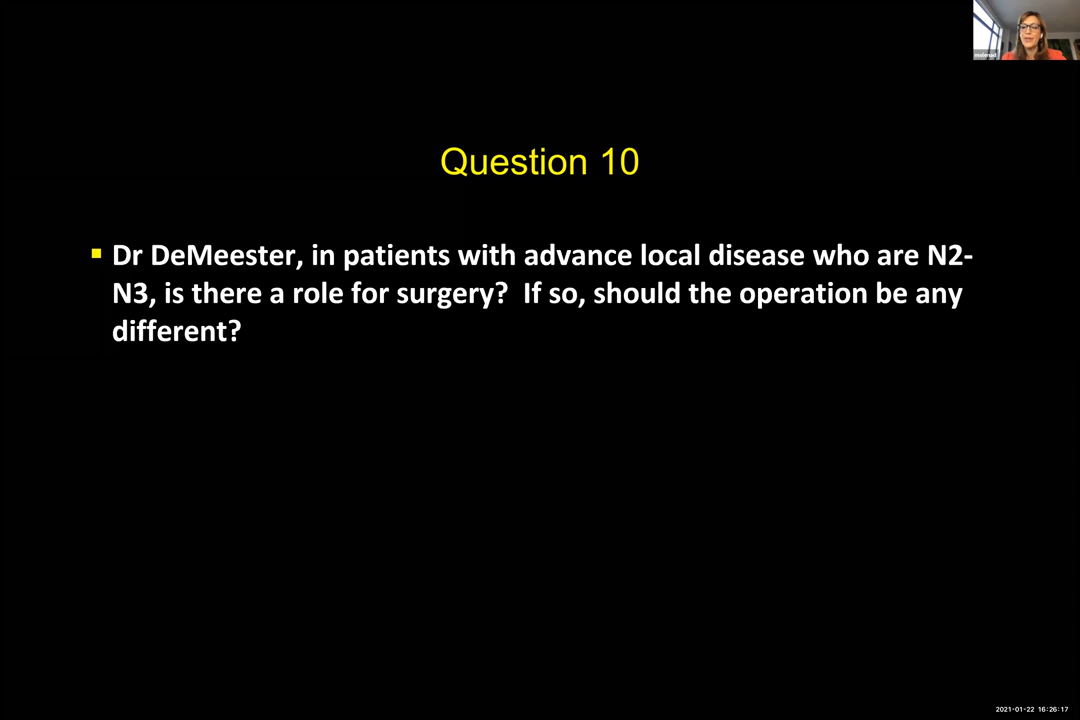 Question 10
Dr DeMeester, in patients with advance local disease who are N2-
N3, is there a role for surgery?  If so, should the operation be any
different?
2021-01-22 16:26:17